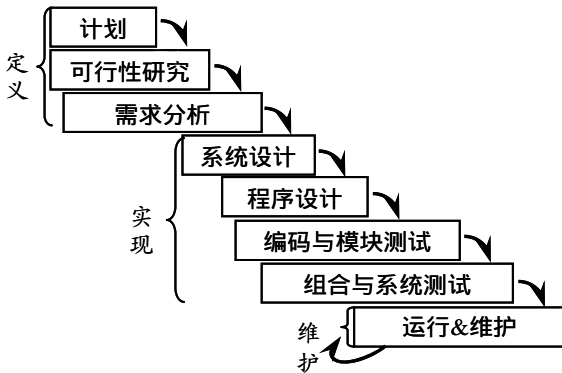 计划
定义
可行性研究
需求分析
系统设计
程序设计
实现
编码与模块测试
组合与系统测试
运行&维护
维护